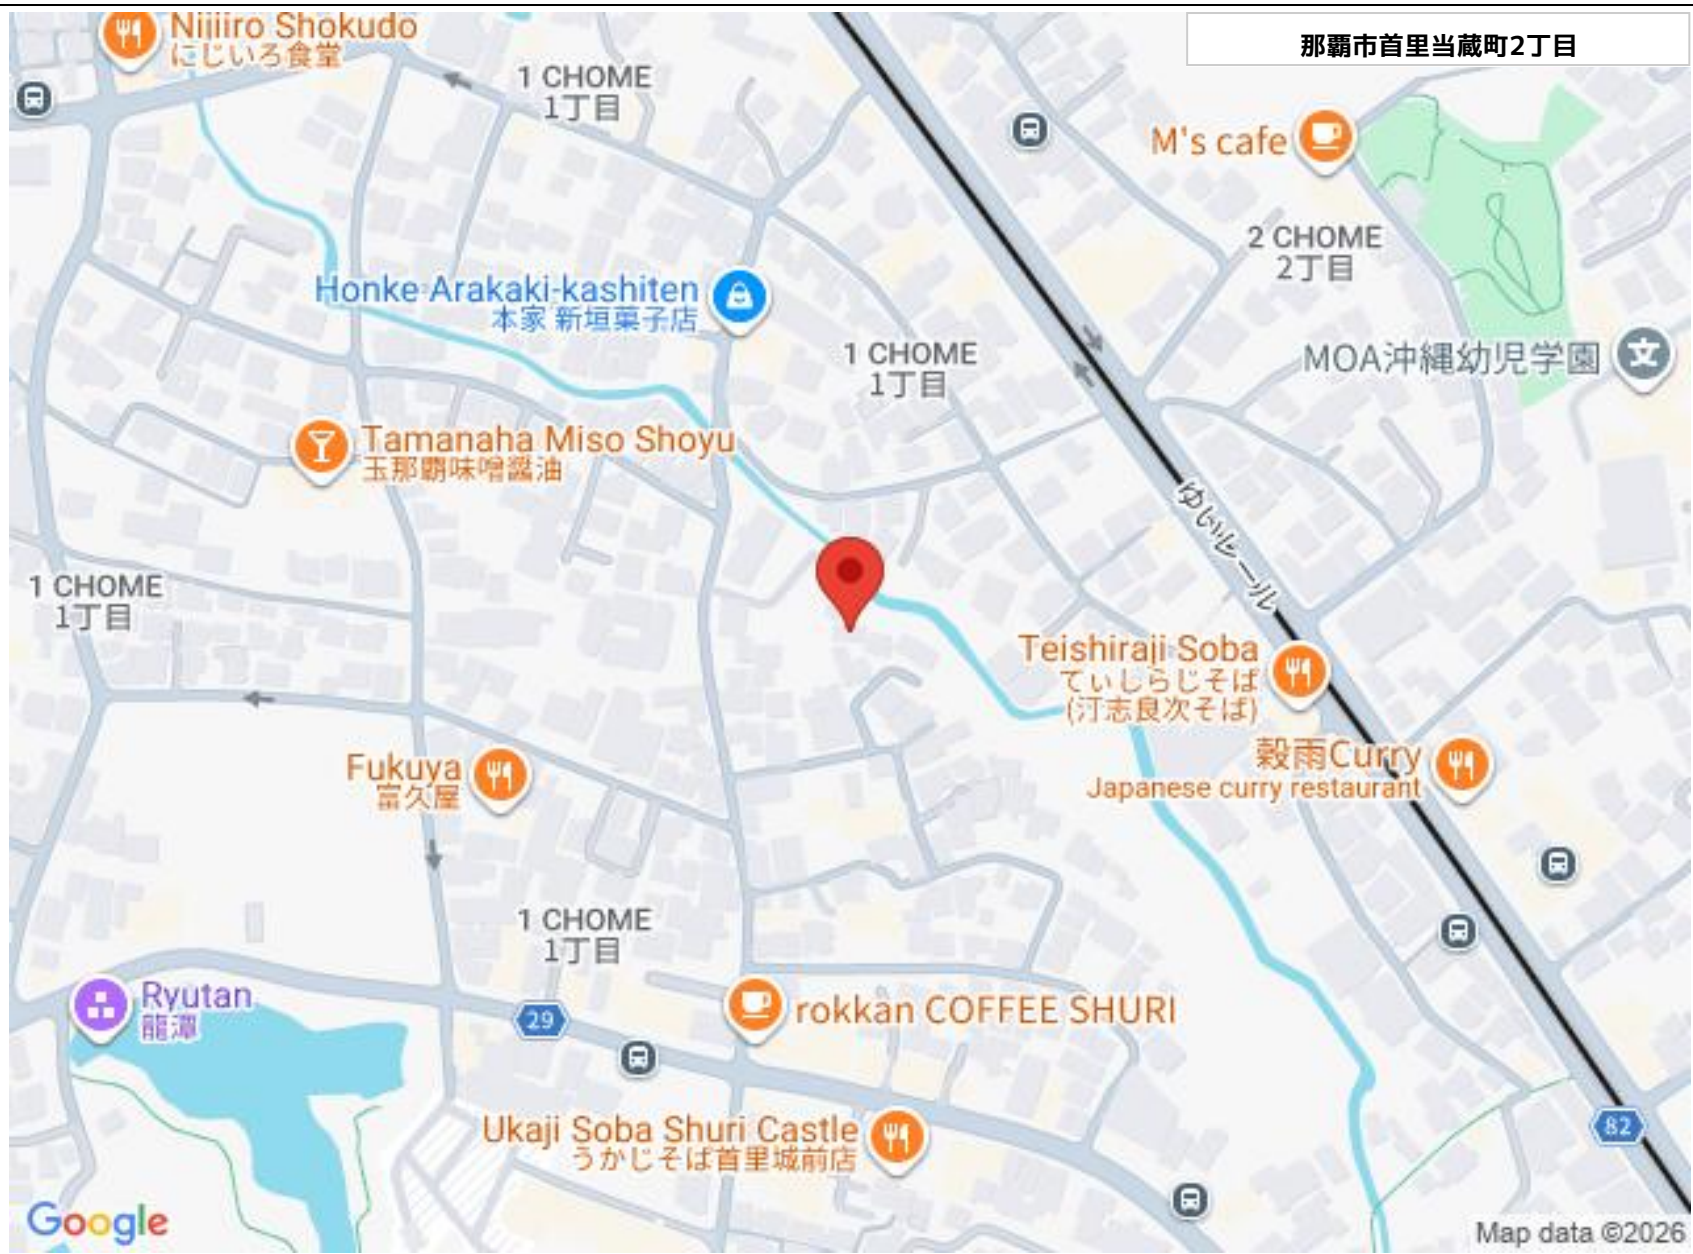 那覇市首里当蔵町2丁目
Nijiiro Shokudo
にじいろ食堂
1 CHOME
1丁目
M's cafe
2 CHOME
2丁目
Honke Arakaki-kashiten
本家 新垣菓子店
1 CHOME
1丁目
MOA沖縄幼児学園
文
Tamanaha Miso Shoyu
玉那覇味噌醤油
ゆいレール
1 CHOME
1丁目
Teishiraji Soba
てぃしらじそば
(汀志良次そば)
穀雨Curry
Japanese curry restaurant
Fukuya
富久屋
1 CHOME
1丁目
Ryutan
龍潭
29
rokkan COFFEE SHURI
Ukaji Soba Shuri Castle
うかじそば首里城前店
82
Google
Map data ©2026